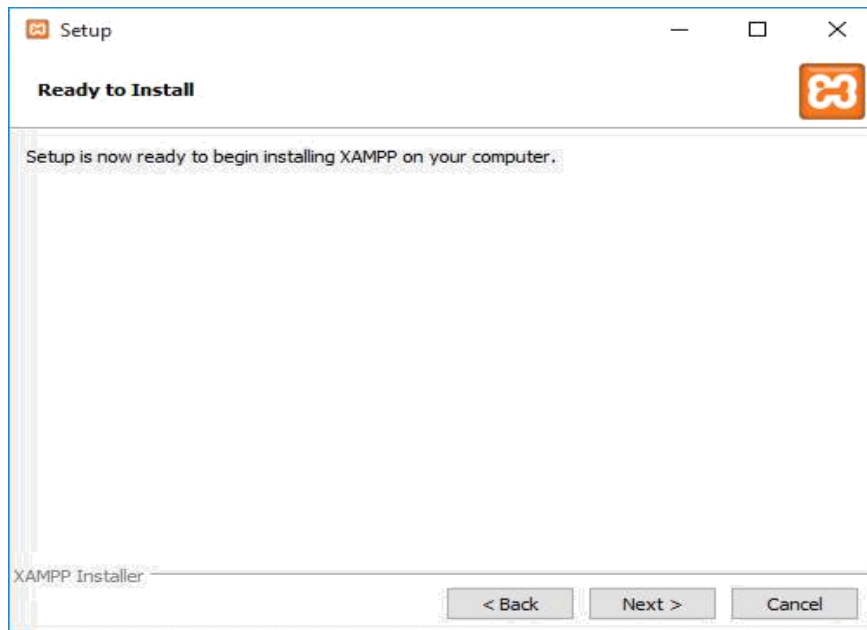 Setup
Ready to Install
Setup is now ready to begin installing XAMPP on your computer.
XAMPP Installer
< Back Next > Cancel